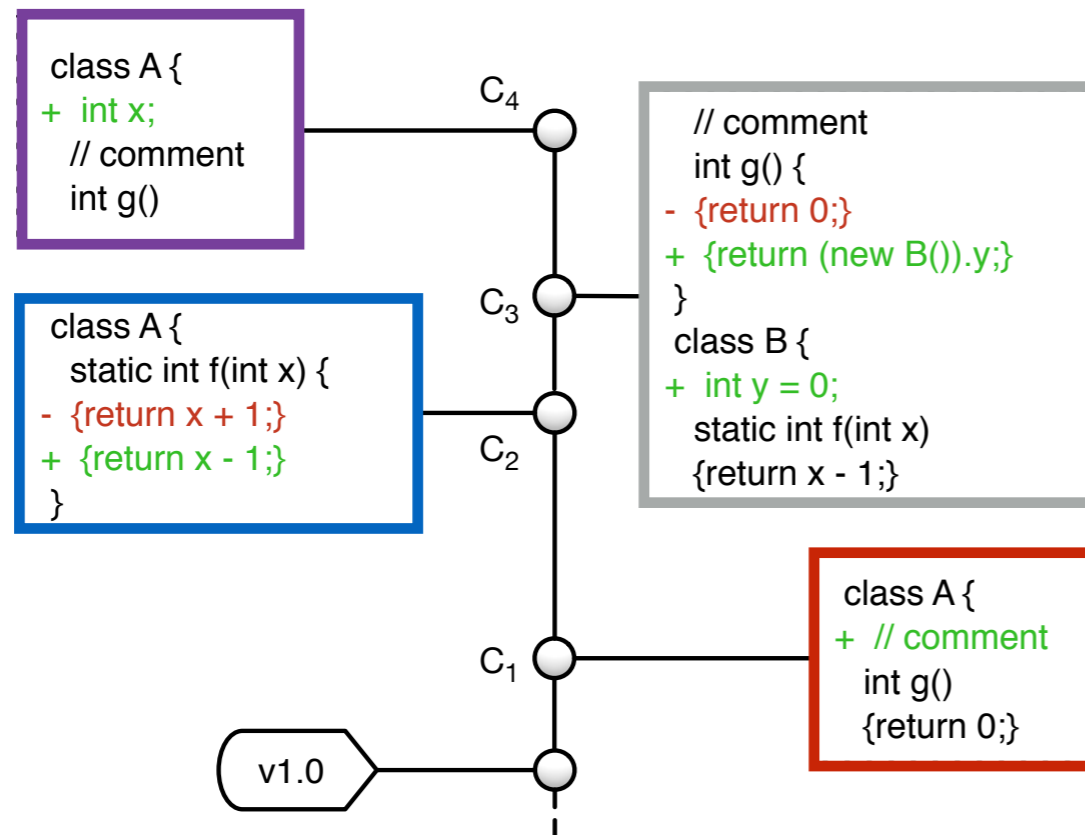 class A {
+ int x;
// comment
int g()
C4
// comment
int g() {
- {return 0;}
+ {return (new B()).y;}
}
class B {
+ int y = 0;
static int f(int x)
{return x - 1;}
C3
class A {
static int f(int x) {
- {return x + 1;}
+ {return x - 1;}
}
C2
class A {
+ // comment
int g()
{return 0;}
C1
v1.0